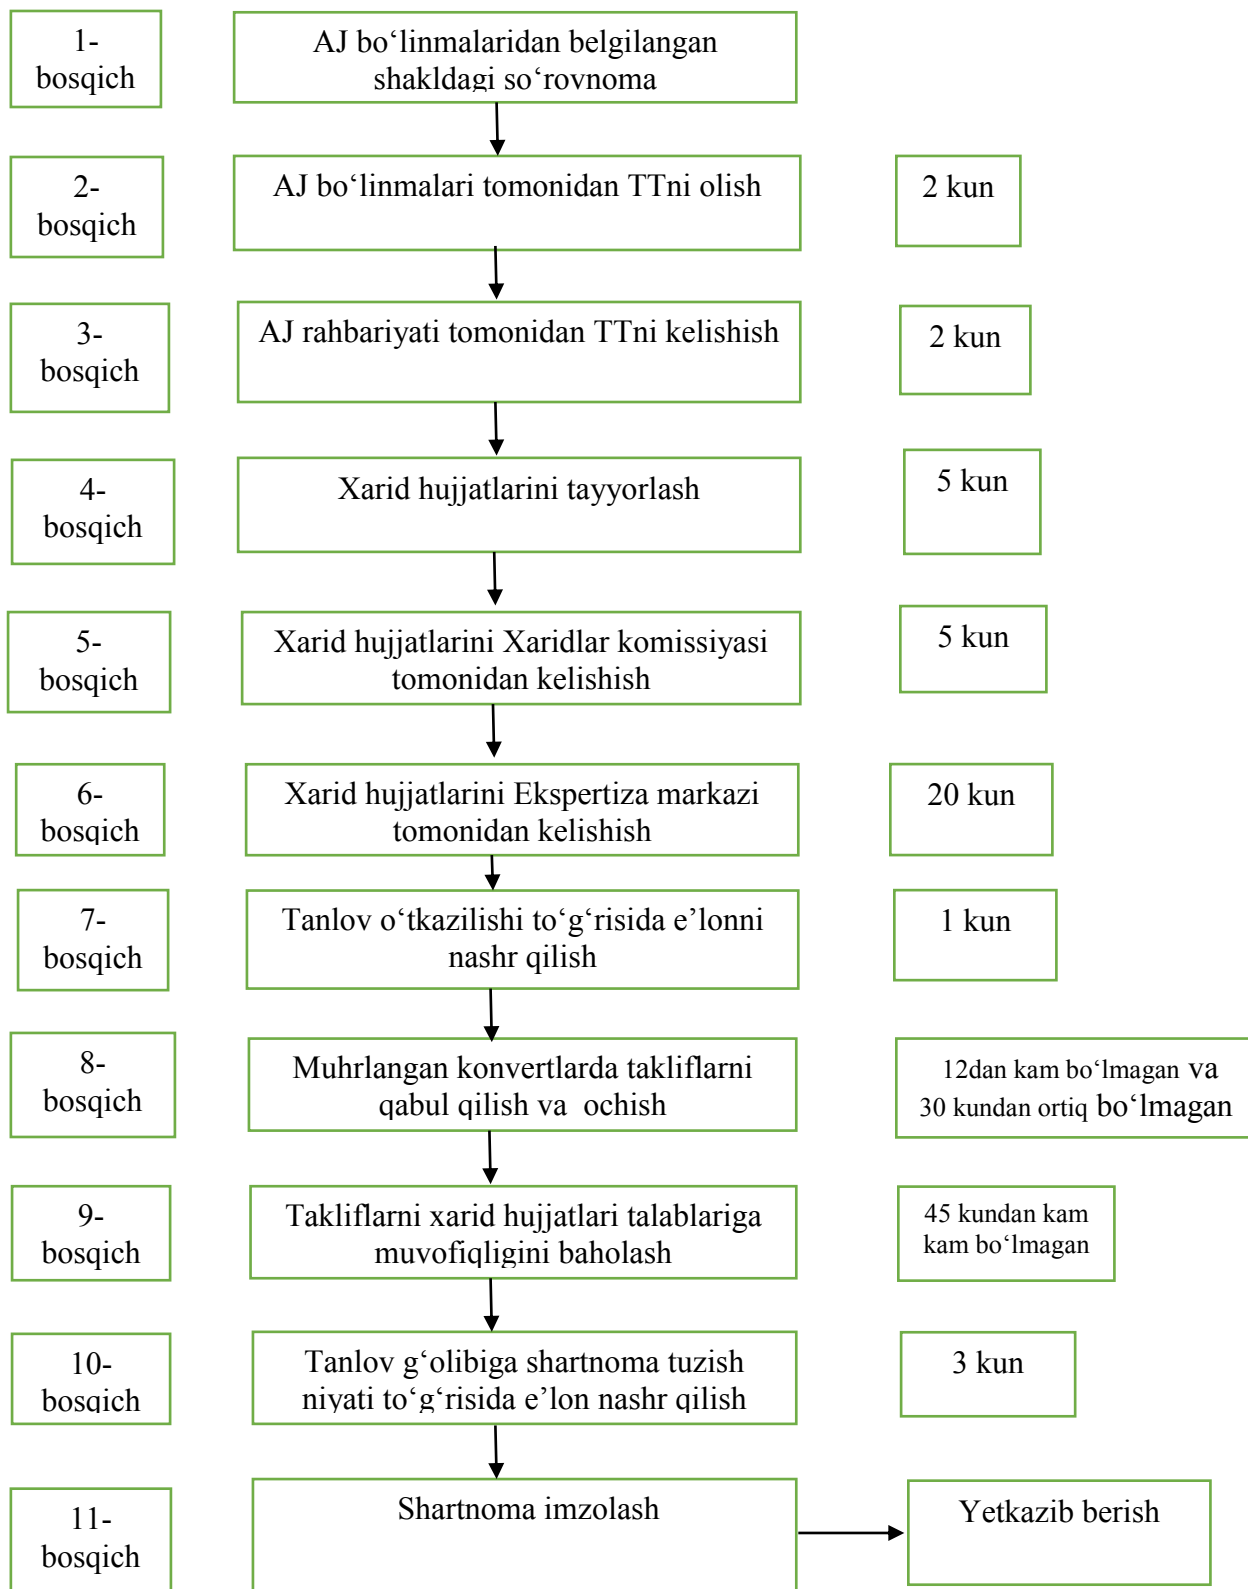 1-
bosqich
AJ bo‘linmalaridan belgilangan
shakldagi so‘rovnoma
2-
bosqich
AJ bo‘linmalari tomonidan TTni olish
2 kun
3-
bosqich
AJ rahbariyati tomonidan TTni kelishish
2 kun
4-
bosqich
Xarid hujjatlarini tayyorlash
5 kun
5-
bosqich
Xarid hujjatlarini Xaridlar komissiyasi
tomonidan kelishish
5 kun
6-
bosqich
Xarid hujjatlarini Ekspertiza markazi
tomonidan kelishish
20 kun
7-
bosqich
Tanlov o‘tkazilishi to‘g‘risida e’lonni
nashr qilish
1 kun
8-
bosqich
Muhrlangan konvertlarda takliflarni
qabul qilish va ochish
12dan kam bo‘lmagan va
30 kundan ortiq bo‘lmagan
9-
bosqich
Takliflarni xarid hujjatlari talablariga
muvofiqligini baholash
45 kundan kam
kam bo‘lmagan
10-
bosqich
Tanlov g‘olibiga shartnoma tuzish
niyati to‘g‘risida e’lon nashr qilish
3 kun
11-
bosqich
Shartnoma imzolash
Yetkazib berish